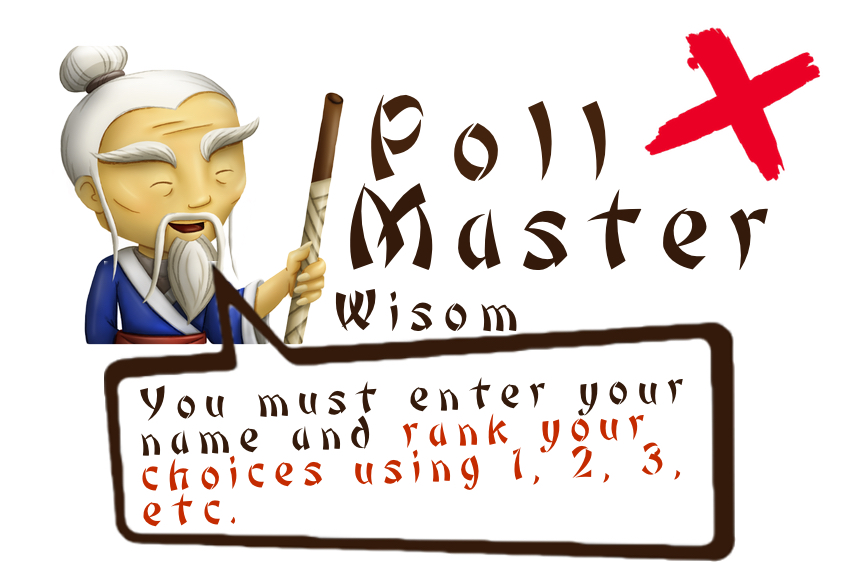 Poll
Master
Wisom
You must enter your
name and rank your
choices using 1, 2, 3,
etc.